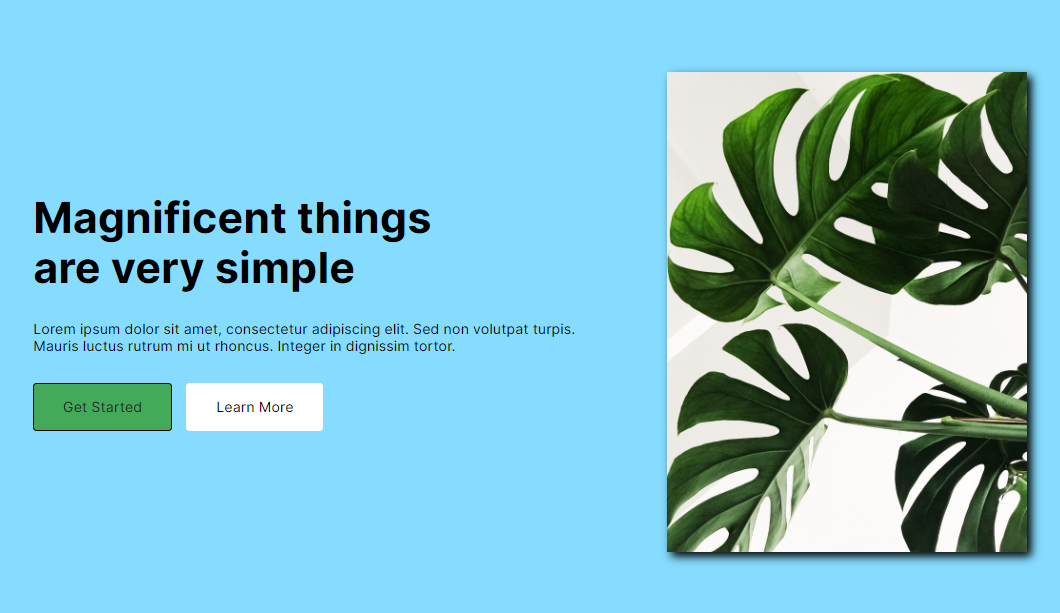 Magnificent things
are very simple
Lorem ipsum dolor sit amet, consectetur adipiscing elit. Sed non volutpat turpis.
Mauris luctus rutrum mi ut rhoncus. Integer in dignissim tortor.
Get Started
Learn More